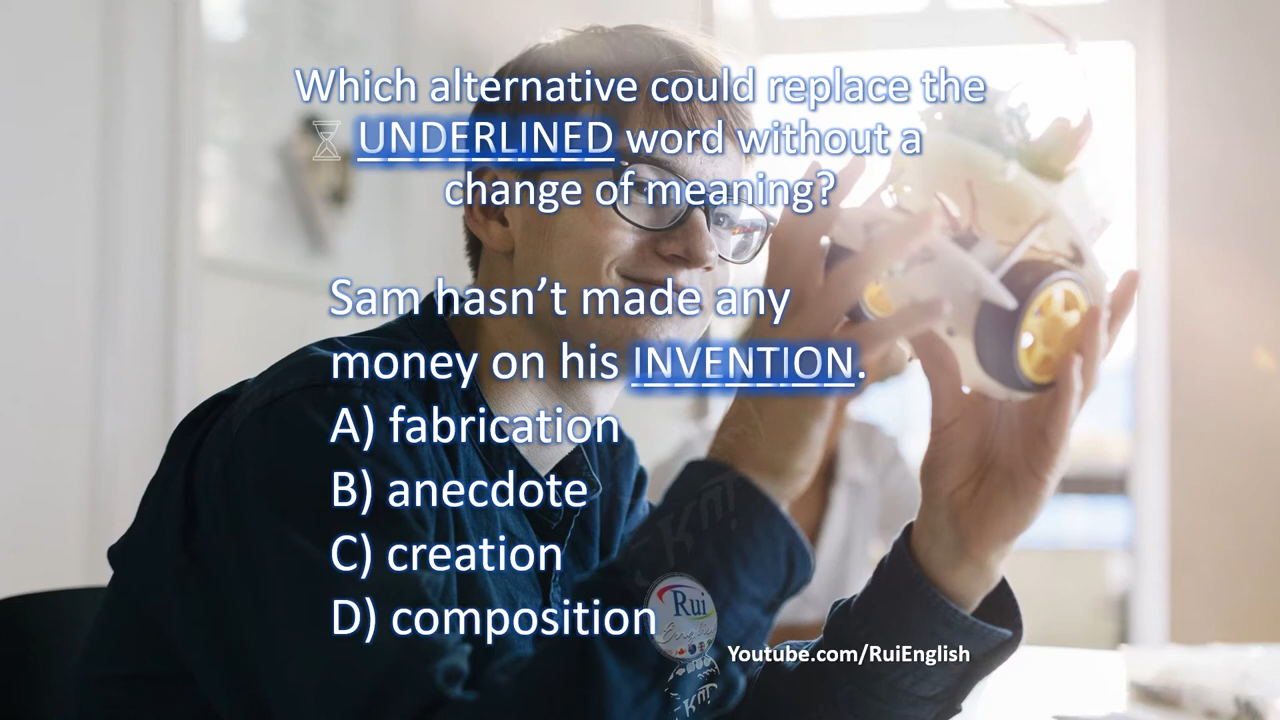 Which alternative could replace the
⏳ UNDERLINED word without a
change of meaning?
Sam hasn’t made any
money on his INVENTION.
A) fabrication
B) anecdote
C) creation
D) composition
Rui
English
Youtube.com/RuiEnglish